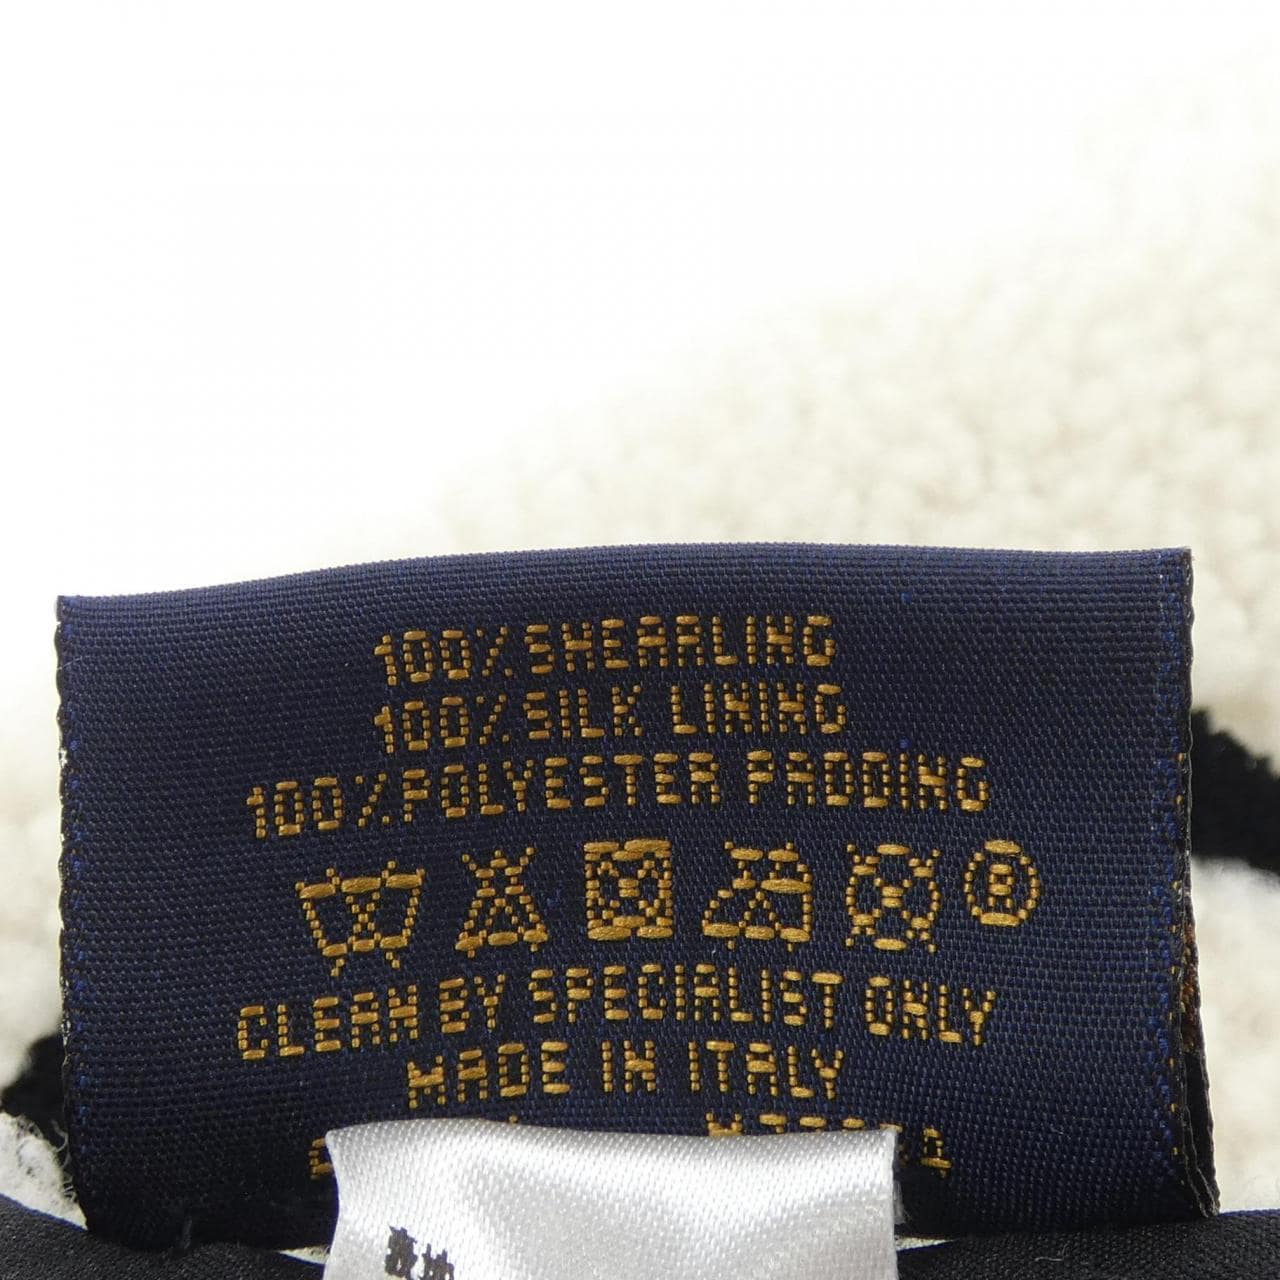 100% SHEARLING
100% SILK LINING
100% POLYESTER PADDING
CLEAN BY SPECIALIST ONLY
MADE IN ITALY